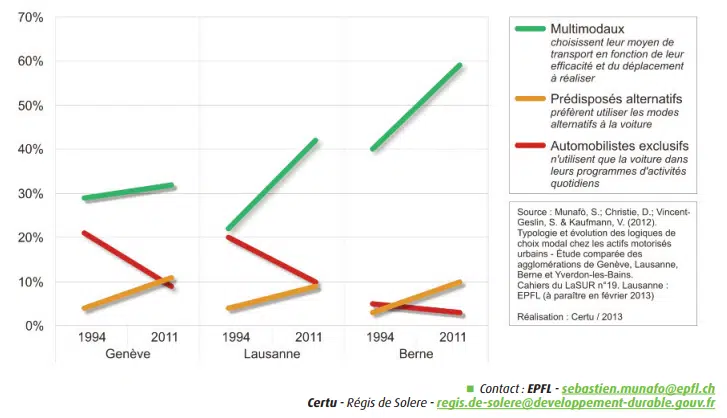 70%
60%
50%
40%
30%
20%
10%
0%
1994 2011
Genève
1994 2011
Lausanne
1994 2011
Berne
Multimodaux
choisissent leur moyen de
transport en fonction de leur
efficacité et du déplacement
à réaliser
Prédisposés alternatifs
préfèrent utiliser les modes
alternatifs à la voiture
Automobilistes exclusifs
n'utilisent que la voiture dans
leurs programmes d'activités
quotidiens
Source : Munafò, S.; Christie, D.; Vincent-
Geslin, S. & Kaufmann, V. (2012).
Typologie et évolution des logiques de
choix modal chez les actifs motorisés
urbains - Étude comparée des
agglomérations de Genève, Lausanne,
Berne et Yverdon-les-Bains.
Cahiers du LaSUR n°19. Lausanne :
EPFL (à paraître en février 2013)
Réalisation : Certu / 2013
Contact : EPFL - sebastien.munafo@epfl.ch
Certu - Régis de Solere - regis.de-solere@developpement-durable.gouv.fr